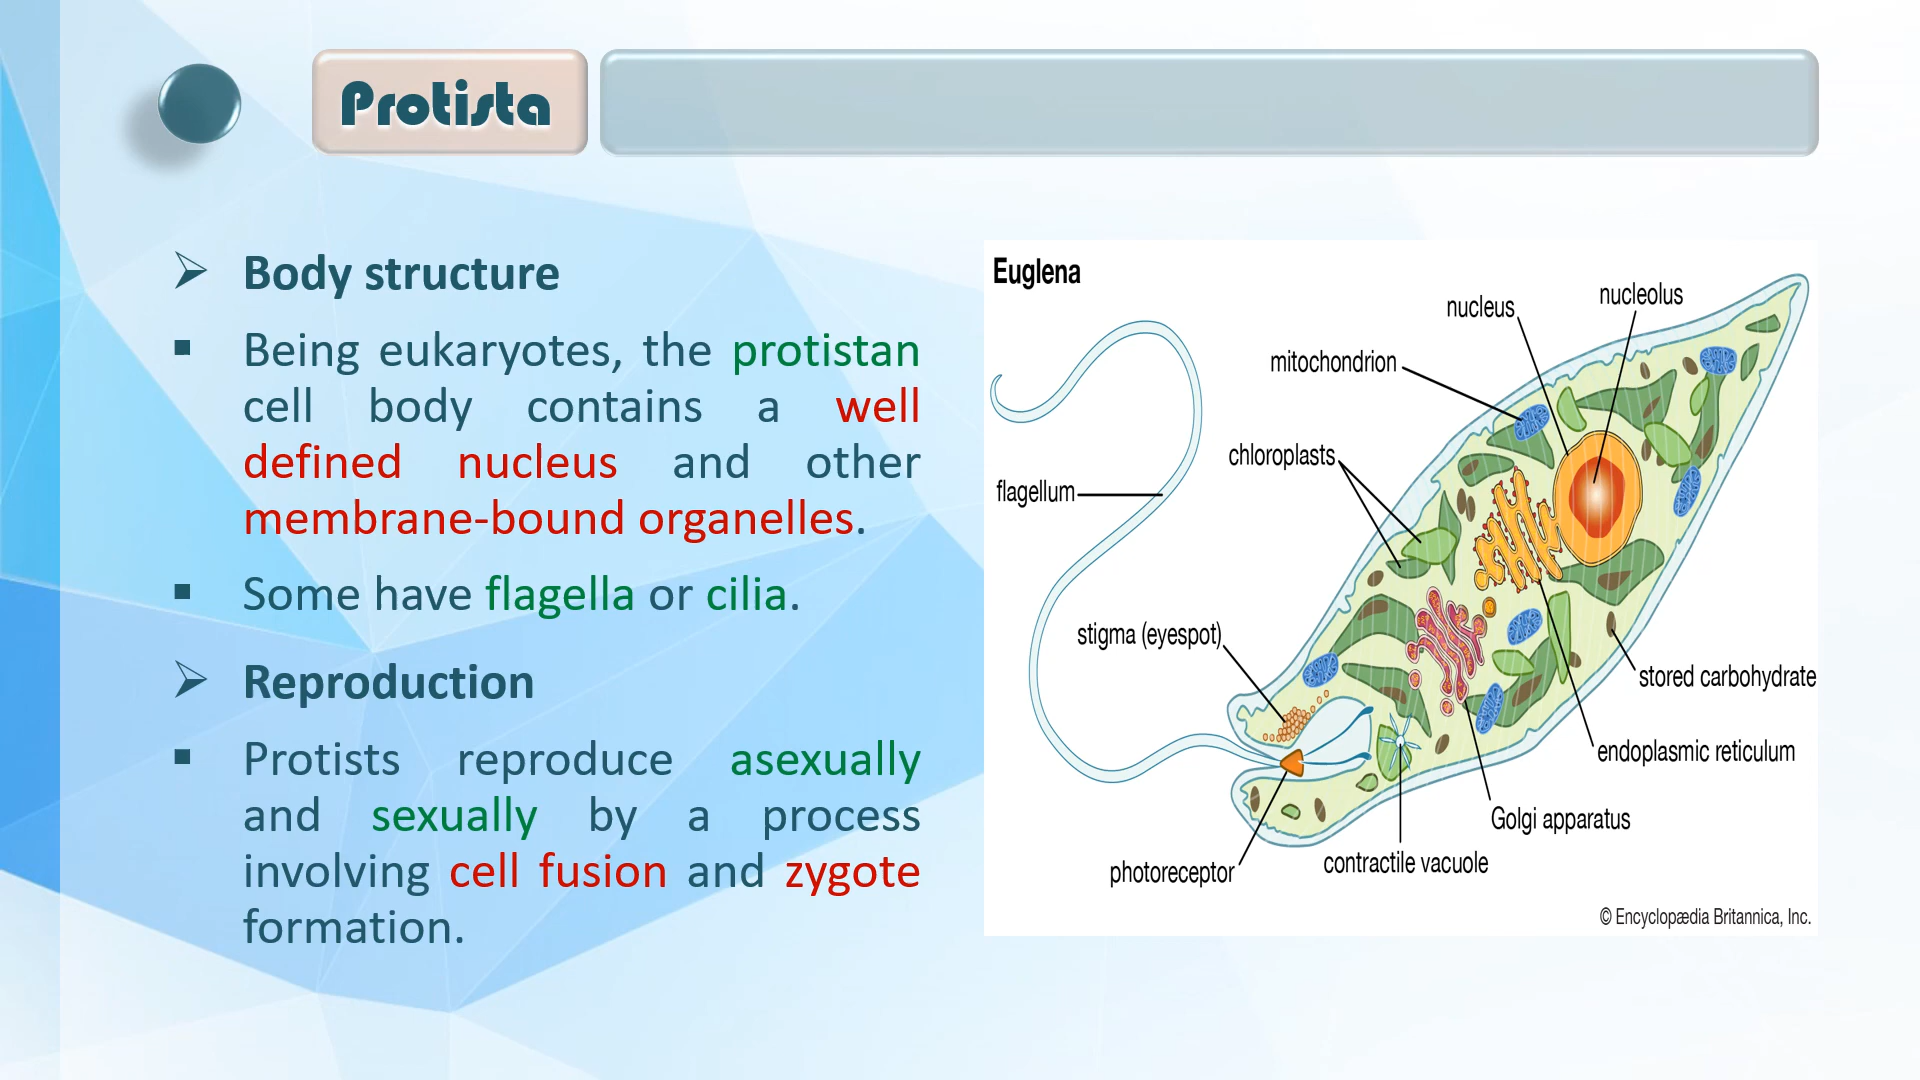 Protista
Body structure
Being eukaryotes, the protistan
cell body contains a well
defined nucleus and other
membrane-bound organelles.
Some have flagella or cilia.
Reproduction
Protists reproduce asexually
and sexually by a process
involving cell fusion and zygote
formation.
Euglena
nucleus
nucleolus
mitochondrion
chloroplasts
flagellum
stigma (eyespot)
stored carbohydrate
endoplasmic reticulum
Golgi apparatus
contractile vacuole
photoreceptor
© Encyclopædia Britannica, Inc.